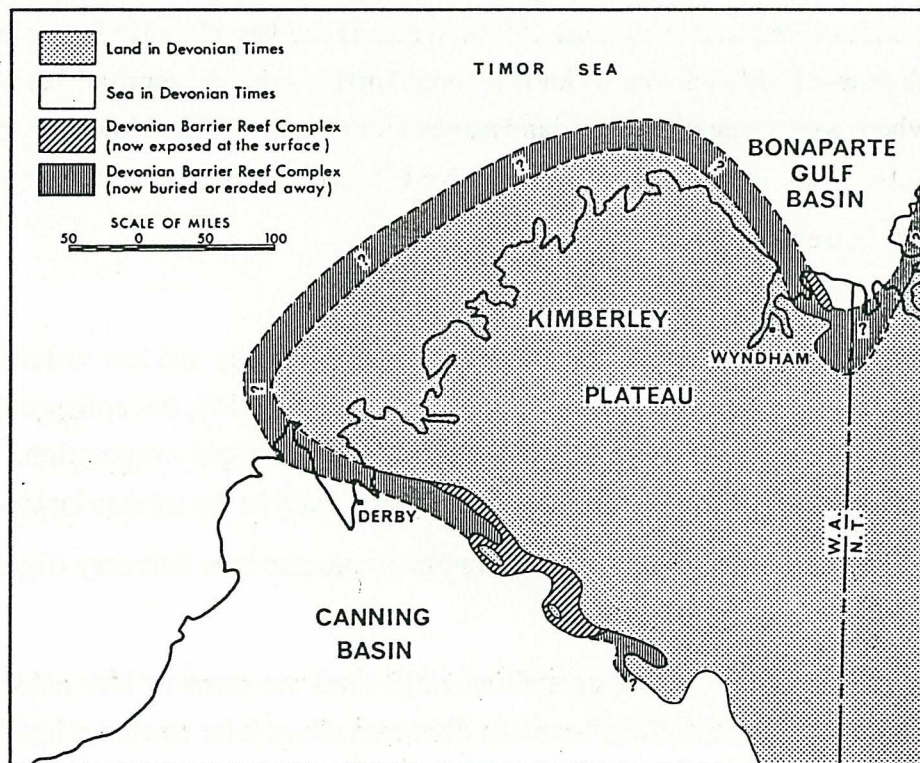 Land in Devonian Times
Sea in Devonian Times
Devonian Barrier Reef Complex
(now exposed at the surface)
Devonian Barrier Reef Complex
(now buried or eroded away)
SCALE OF MILES
50 0 50 100
TIMOR SEA
BONAPARTE
GULF
BASIN
?
?
?
?
?
?
?
KIMBERLEY
PLATEAU
WYNDHAM
DERBY
CANNING
BASIN
W.A.
N.T.